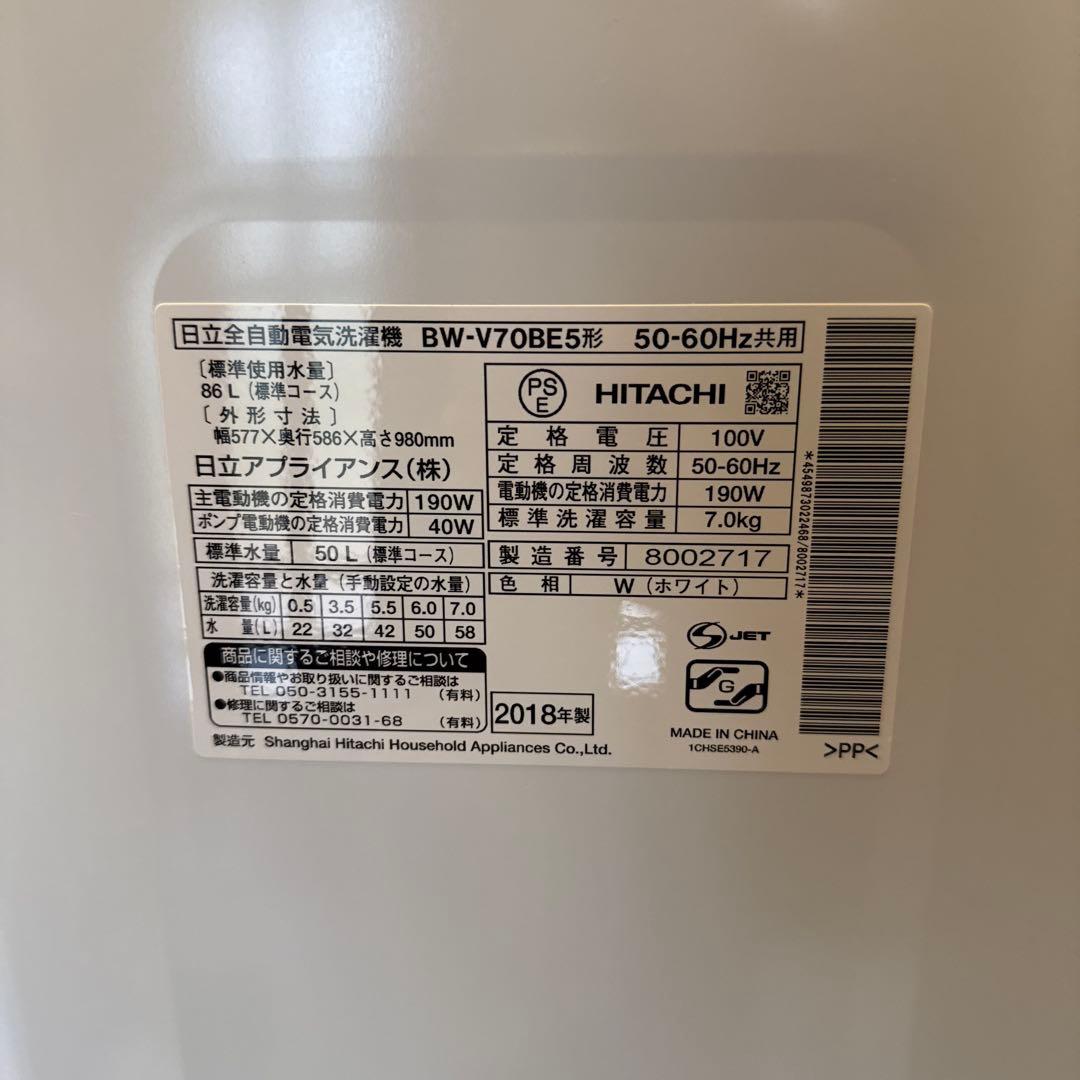 日立全自動電気洗濯機 BW-V70BE5形 50-60Hz共用
〔標準使用水量〕
86 L (標準コース)
〔外形寸法〕
幅577×奥行586×高さ980mm
日立アプライアンス(株)
主電動機の定格消費電力 190W
ポンプ電動機の定格消費電力 40W
標準水量 50 L (標準コース)
洗濯容量と水量 (手動設定の水量)
洗濯容量(kg) 0.5 3.5 5.5 6.0 7.0
水量(L) 22 32 42 50 58
商品に関するご相談や修理について
●商品情報やお取り扱いに関するご相談は
TEL 050-3155-1111 (有料)
●修理に関するご相談は
TEL 0570-0031-68 (有料)
製造元 Shanghai Hitachi Household Appliances Co.,Ltd.
PS
E
HITACHI
定格電圧 100V
定格周波数 50-60Hz
電動機の定格消費電力 190W
標準洗濯容量 7.0kg
製造番号 8002717
色相 W (ホワイト)
JET
G
2018年製
MADE IN CHINA
1CHSE5390-A
*4549873022468/8002717*
>PP<